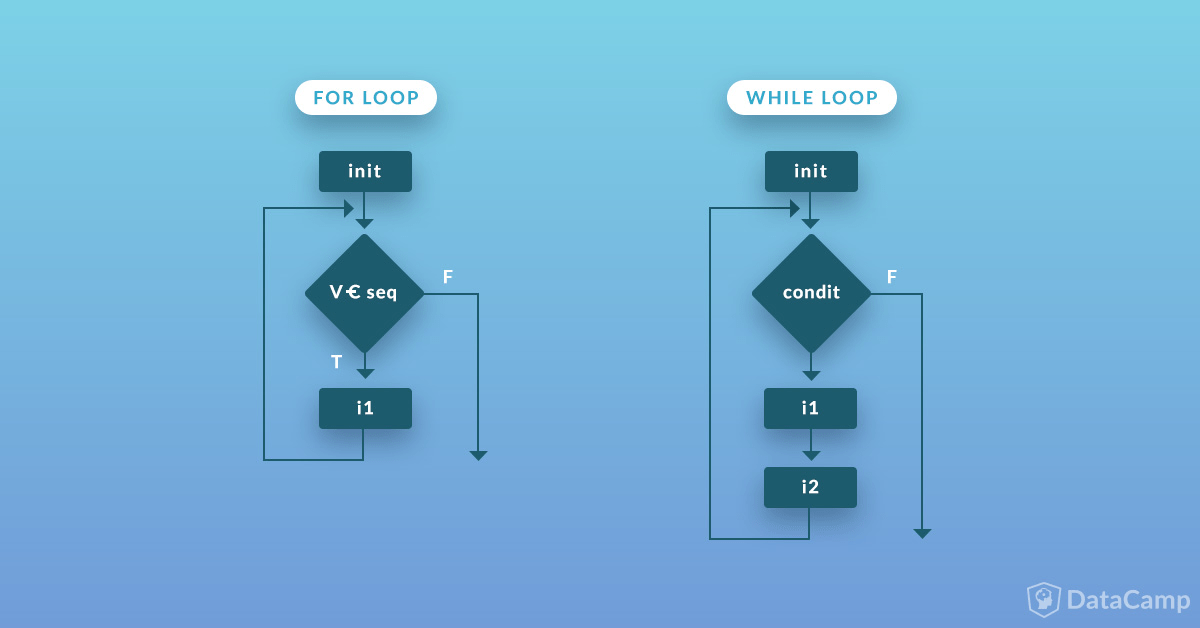 FOR LOOP
init
V € seq
F
T
i1
WHILE LOOP
init
condit
F
i1
i2
DataCamp